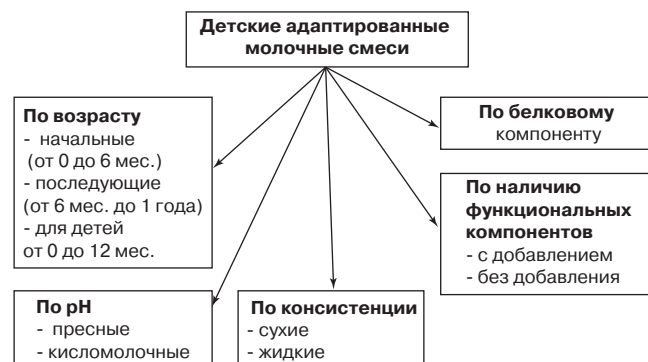 Детские адаптированные
молочные смеси
По возрасту
- начальные
(от 0 до 6 мес.)
- последующие
(от 6 мес. до 1 года)
- для детей
от 0 до 12 мес.
По белковому
компоненту
По наличию
функциональных
компонентов
- с добавлением
- без добавления
По pH
- пресные
- кисломолочные
По консистенции
- сухие
- жидкие